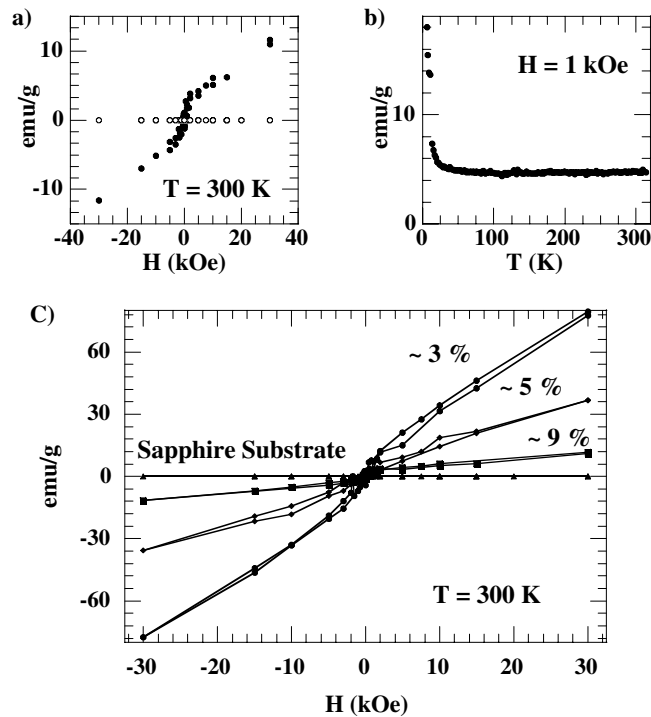 a)
b)
10
0
-10
emu/g
T = 300 K
-40 -20 0 20 40
H (kOe)
H = 1 kOe
10
0
emu/g
0 100 200 300
T (K)
C)
60
30
0
-30
-60
emu/g
~ 3 %
~ 5 %
~ 9 %
Sapphire Substrate
T = 300 K
-30 -20 -10 0 10 20 30
H (kOe)